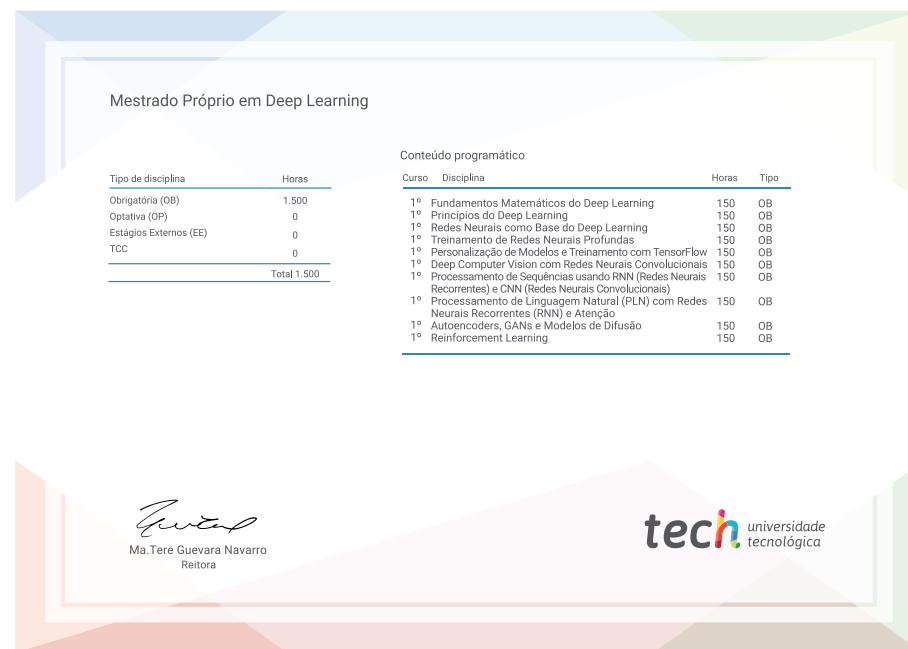 Mestrado Próprio em Deep Learning
Tipo de disciplina Horas
Obrigatória (OB) 1.500
Optativa (OP) 0
Estágios Externos (EE) 0
TCC 0
Total 1.500
Conteúdo programático
Curso Disciplina Horas Tipo
1º Fundamentos Matemáticos do Deep Learning 150 OB
1º Princípios do Deep Learning 150 OB
1º Redes Neurais como Base do Deep Learning 150 OB
1º Treinamento de Redes Neurais Profundas 150 OB
1º Personalização de Modelos e Treinamento com TensorFlow 150 OB
1º Deep Computer Vision com Redes Neurais Convolucionais 150 OB
1º Processamento de Sequências usando RNN (Redes Neurais 150 OB
Recorrentes) e CNN (Redes Neurais Convolucionais)
1º Processamento de Linguagem Natural (PLN) com Redes 150 OB
Neurais Recorrentes (RNN) e Atenção
1º Autoencoders, GANs e Modelos de Difusão 150 OB
1º Reinforcement Learning 150 OB
Ma.Tere Guevara Navarro
Reitora
tech universidade
tecnológica